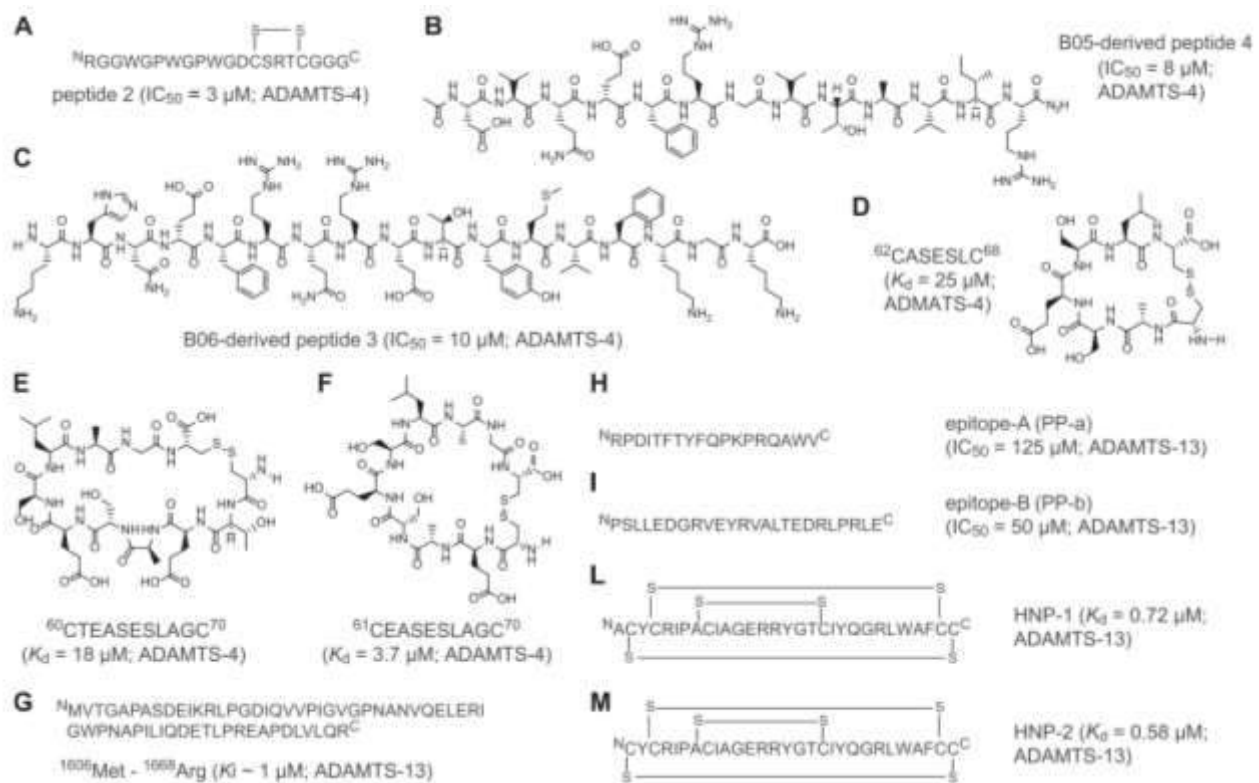 A
S S
NRGGWGPWGPWGDCSRTCGGGC
peptide 2 (IC50 = 3 µM; ADAMTS-4)
B
B05-derived peptide 4
(IC50 = 8 µM;
ADAMTS-4)
C
B06-derived peptide 3 (IC50 = 10 µM; ADAMTS-4)
D
62CASESLC68
(Kd = 25 µM;
ADMATS-4)
E
60CTEASESLAGC70
(Kd = 18 µM; ADAMTS-4)
F
61CEASESLAGC70
(Kd = 3.7 µM; ADAMTS-4)
G
NMVTGAPASDEIKRLPGDIQVVPIGVGPNANVQELERI
GWPNAPILIQDETLPREAPDLVLQRC
1606Met - 1668Arg (Ki ~ 1 µM; ADAMTS-13)
H
NRPDITFTYFQPKPRQAWVC
epitope-A (PP-a)
(IC50 = 125 µM; ADAMTS-13)
I
NPSLLEDGRVEYRVALTEDRLPRLEC
epitope-B (PP-b)
(IC50 = 50 µM; ADAMTS-13)
L
S S
S S
NACYCRIPACIAGERRYGTCIYQGRLWAFCCC
S S
HNP-1 (Kd = 0.72 µM;
ADAMTS-13)
M
S S
S S
NCYCRIPACIAGERRYGTCIYQGRLWAFCCC
S S
HNP-2 (Kd = 0.58 µM;
ADAMTS-13)